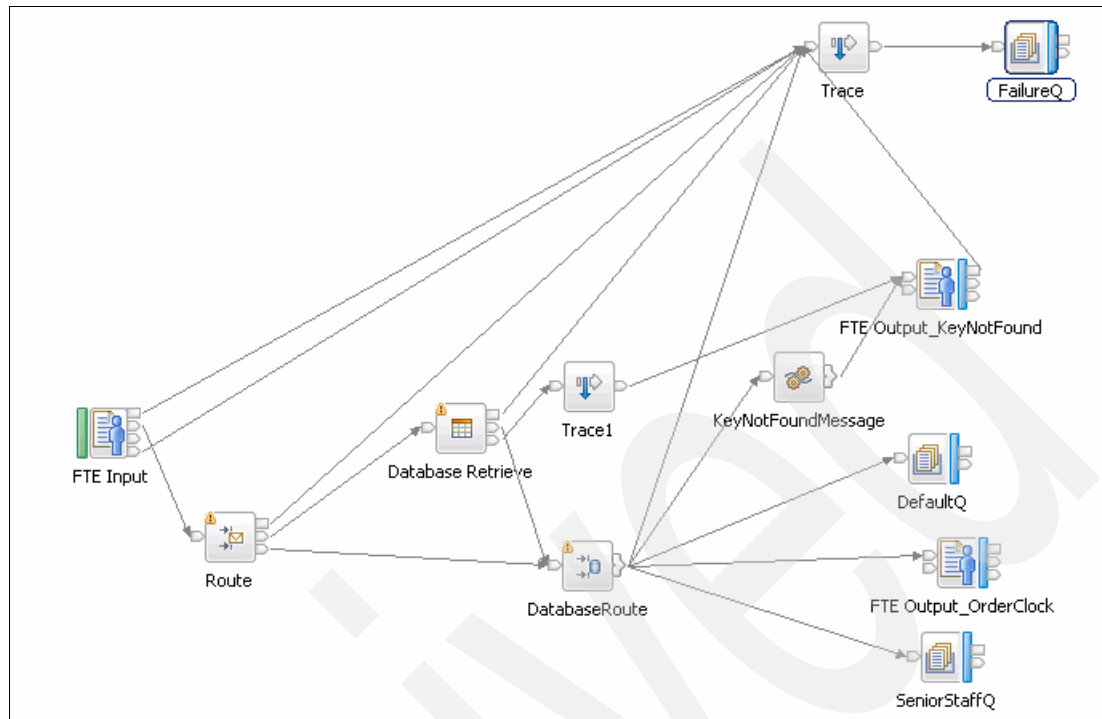 Trace
FailureQ
FTE Output_KeyNotFound
Trace1
KeyNotFoundMessage
FTE Input
Database Retrieve
DefaultQ
Route
DatabaseRoute
FTE Output_OrderClock
SeniorStaffQ